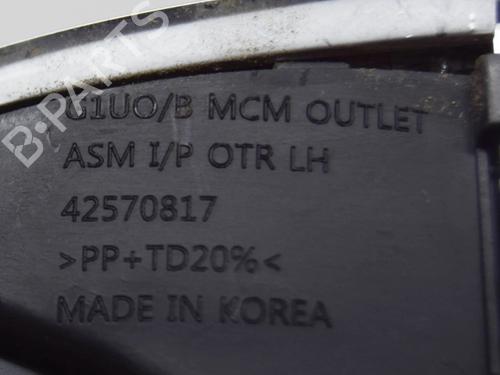 G1UO/B MCM OUTLET
ASM I/P OTR LH
42570817
>PP+TD20%<
MADE IN KOREA
B-PARTS